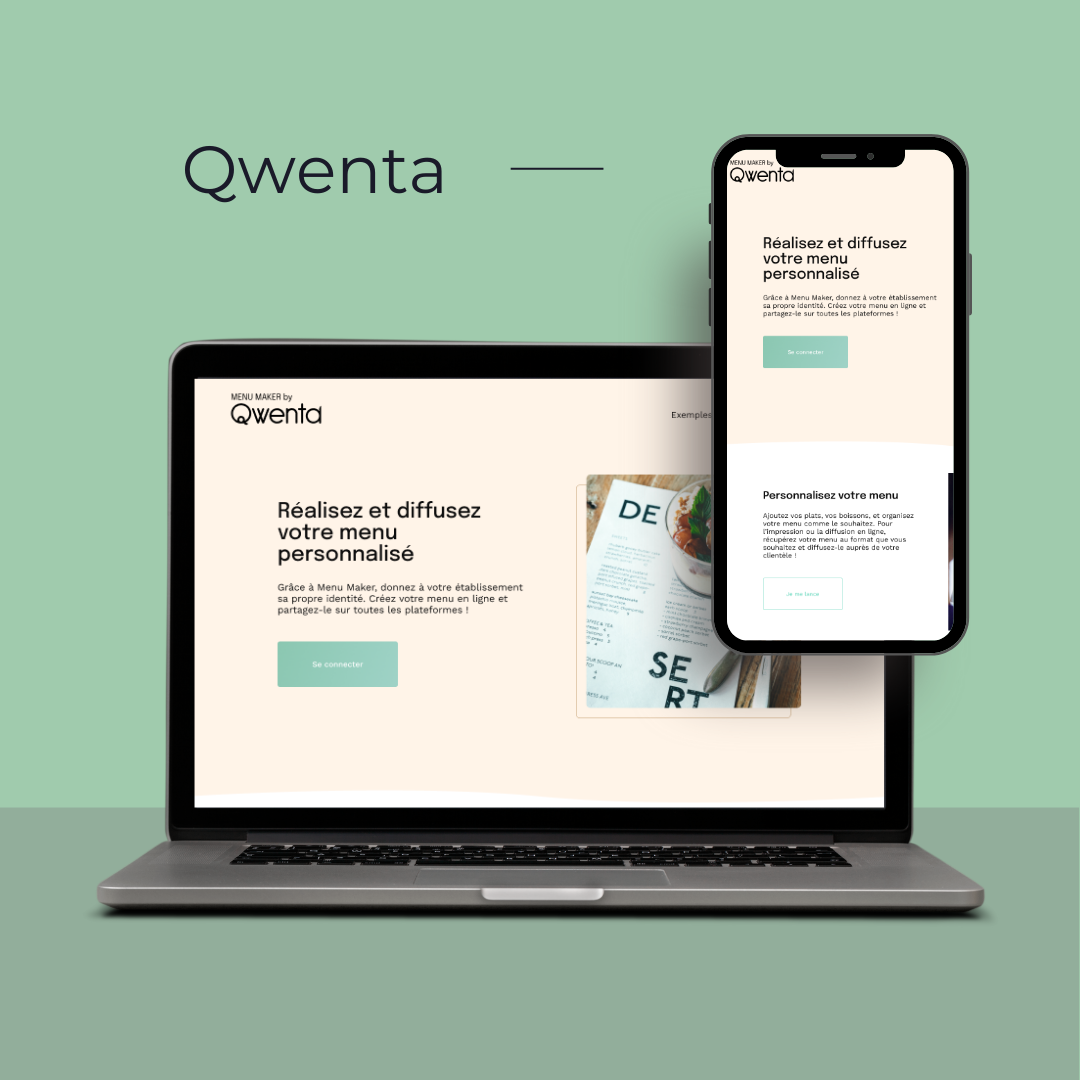 Qwenta
MENU MAKER by
Qwenta
Exemples
Réalisez et diffusez
votre menu
personnalisé
Grâce à Menu Maker, donnez à votre établissement
sa propre identité. Créez votre menu en ligne et
partagez-le sur toutes les plateformes !
Se connecter
DE
SE
RT
MENU MAKER by
Qwenta
Réalisez et diffusez
votre menu
personnalisé
Grâce à Menu Maker, donnez à votre établissement
sa propre identité. Créez votre menu en ligne et
partagez-le sur toutes les plateformes !
Se connecter
Personnalisez votre menu
Ajoutez vos plats, vos boissons, et organisez
votre menu comme le souhaitez. Pour
l'impression ou la diffusion en ligne,
récupérez votre menu au format que vous
souhaitez et diffusez-le auprès de votre
clientèle !
Je me lance